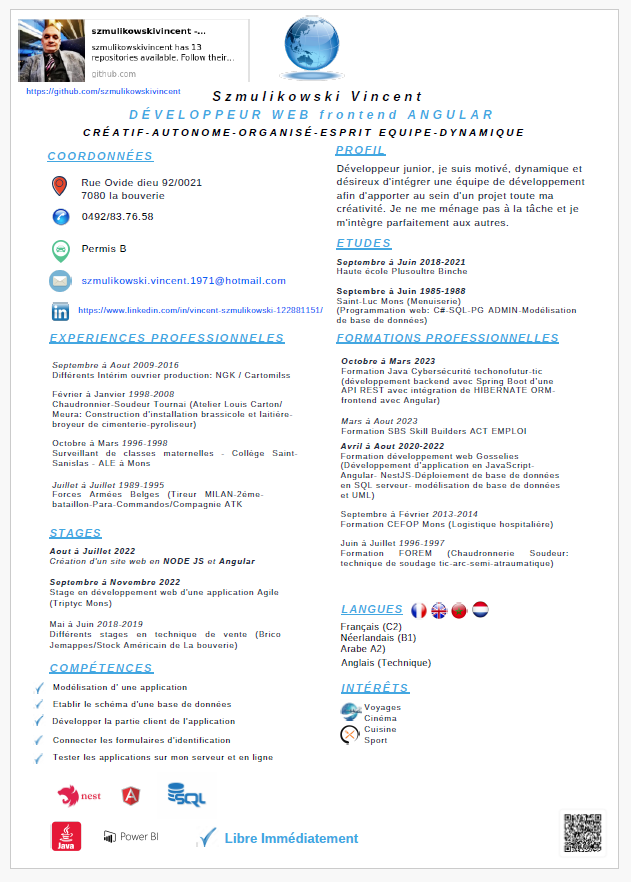 szmulikowskivincent -...
szmulikowskivincent has 13
repositories available. Follow their...
github.com
https://github.com/szmulikowskivincent
Szmulikowski Vincent
DÉVELOPPEUR WEB frontend ANGULAR
CRÉATIF-AUTONOME-ORGANISÉ-ESPRIT EQUIPE-DYNAMIQUE
COORDONNÉES
Rue Ovide dieu 92/0021
7080 la bouverie
0492/83.76.58
Permis B
szmulikowski.vincent.1971@hotmail.com
https://www.linkedin.com/in/vincent-szmulikowski-122881151/
PROFIL
Développeur junior, je suis motivé, dynamique et
désireux d'intégrer une équipe de développement
afin d'apporter au sein d'un projet toute ma
créativité. Je ne me ménage pas à la tâche et je
m'intègre parfaitement aux autres.
ETUDES
Septembre à Juin 2018-2021
Haute école Plusoultre Binche
Septembre à Juin 1985-1988
Saint-Luc Mons (Menuiserie)
(Programmation web: C#-SQL-PG ADMIN-Modélisation
de base de données)
EXPERIENCES PROFESSIONNELES
Septembre à Aout 2009-2016
Différents Intérim ouvrier production: NGK / Cartomilss
Février à Janvier 1998-2008
Chaudronnier-Soudeur Tournai (Atelier Louis Carton/
Meura: Construction d'installation brassicole et laitière-
broyeur de cimenterie-pyroliseur)
Octobre à Mars 1996-1998
Surveillant de classes maternelles - Collège Saint-
Sanislas - ALE à Mons
Juillet à Juillet 1989-1995
Forces Armées Belges (Tireur MILAN-2éme-
bataillon-Para-Commandos/Compagnie ATK
FORMATIONS PROFESSIONNELLES
Octobre à Mars 2023
Formation Java Cybersécurité techonofutur-tic
(développement backend avec Spring Boot d'une
API REST avec intégration de HIBERNATE ORM-
frontend avec Angular)
Mars à Aout 2023
Formation SBS Skill Builders ACT EMPLOI
Avril à Aout 2020-2022
Formation développement web Gosselies
(Développement d'application en JavaScript-
Angular- NestJS-Déploiement de base de données
en SQL serveur- modélisation de base de données
et UML)
Septembre à Février 2013-2014
Formation CEFOP Mons (Logistique hospitalière)
Juin à Juillet 1996-1997
Formation FOREM (Chaudronnerie Soudeur:
technique de soudage tic-arc-semi-atraumatique)
STAGES
Aout à Juillet 2022
Création d'un site web en NODE JS et Angular
Septembre à Novembre 2022
Stage en développement web d'une application Agile
(Triptyc Mons)
Mai à Juin 2018-2019
Différents stages en technique de vente (Brico
Jemappes/Stock Américain de La bouverie)
LANGUES
Français (C2)
Néerlandais (B1)
Arabe A2)
Anglais (Technique)
COMPÉTENCES
Modélisation d' une application
Etablir le schéma d'une base de données
Développer la partie client de l'application
Connecter les formulaires d'identification
Tester les applications sur mon serveur et en ligne
INTÉRÊTS
Voyages
Cinéma
Cuisine
Sport
nest
A
SQL
Java
Power BI
Libre Immédiatement